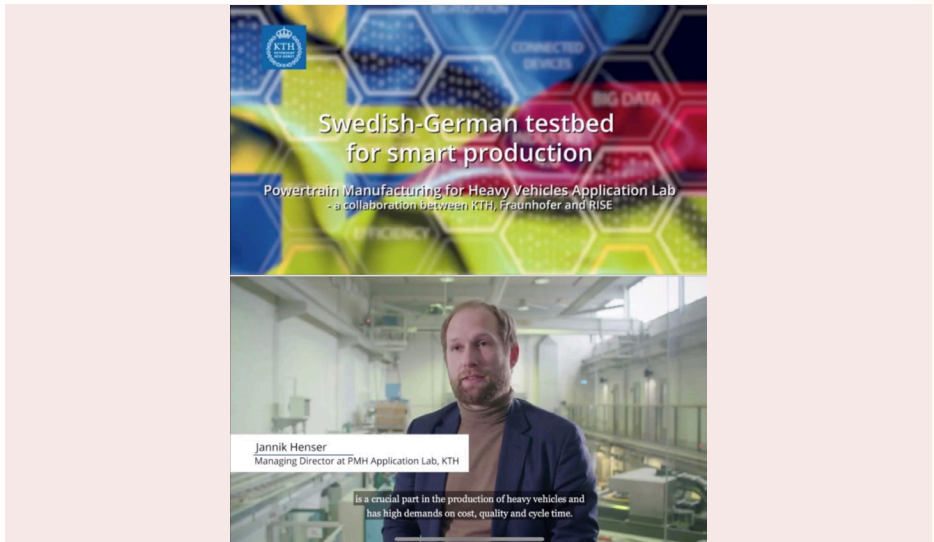 DIGITALIZATION
KTH
CONNECTED
DEVICES
BIG DATA
Swedish-German testbed
for smart production
Powertrain Manufacturing for Heavy Vehicles Application Lab
- a collaboration between KTH, Fraunhofer and RISE
EFFICIENCY
Jannik Henser
Managing Director at PMH Application Lab, KTH
is a crucial part in the production of heavy vehicles and
has high demands on cost, quality and cycle time.